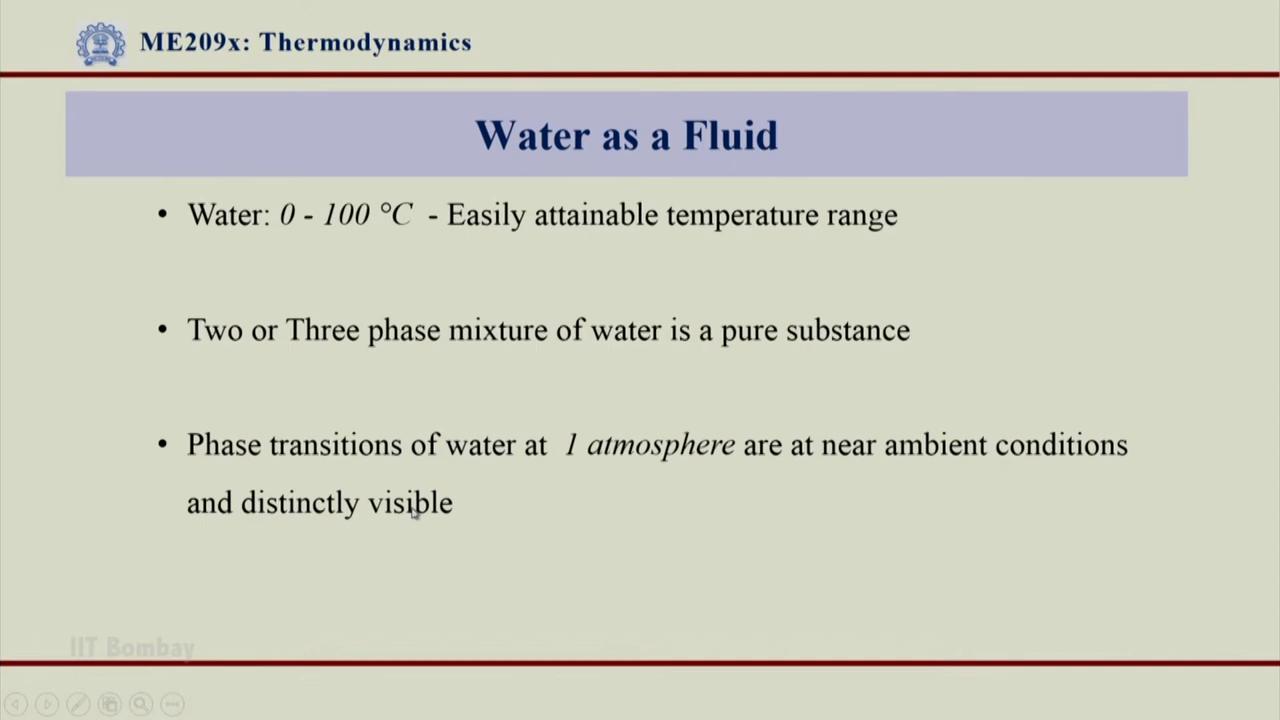 ME209x: Thermodynamics
Water as a Fluid
• Water: 0 - 100 °C - Easily attainable temperature range
• Two or Three phase mixture of water is a pure substance
• Phase transitions of water at 1 atmosphere are at near ambient conditions
and distinctly visible
IIT Bombay